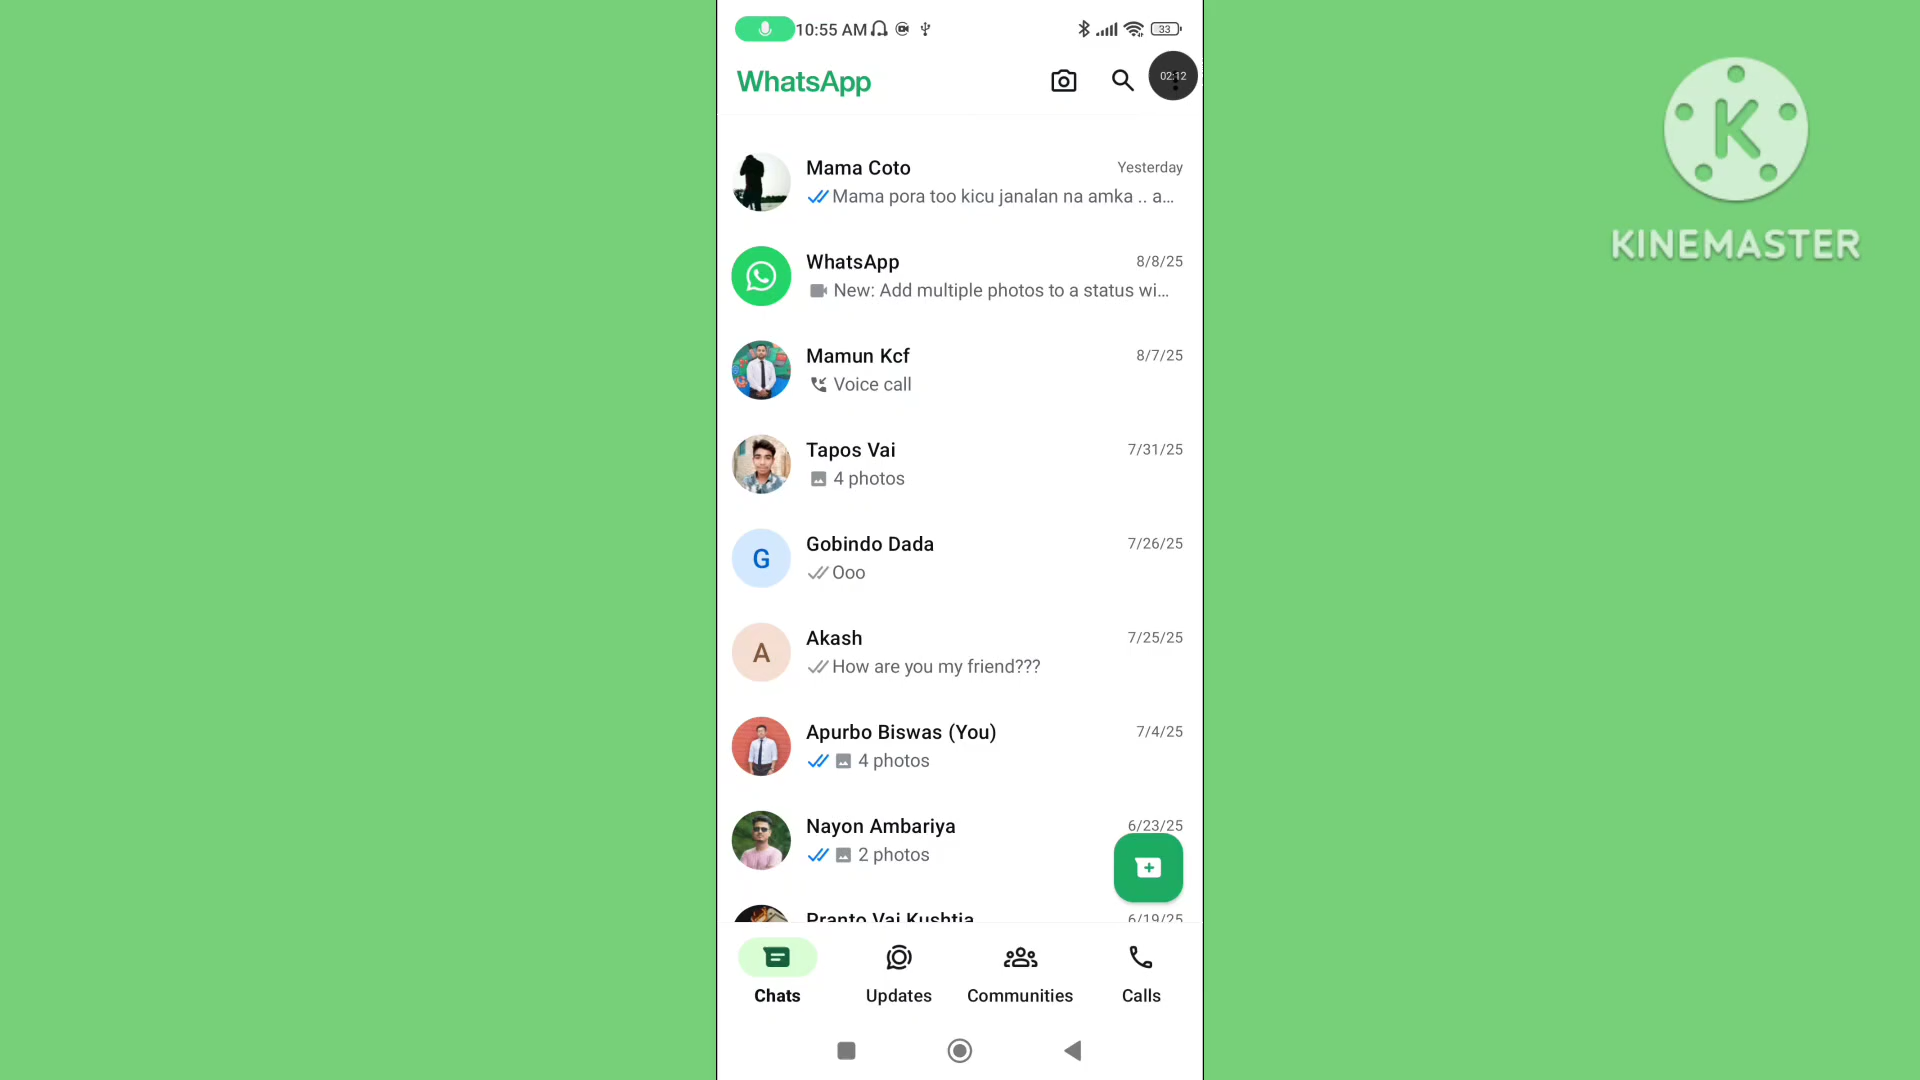 10:55 AM
33
WhatsApp
02:12
Mama Coto
Yesterday
Mama pora too kicu janalan na amka .. a...
WhatsApp
8/8/25
New: Add multiple photos to a status wi...
Mamun Kcf
8/7/25
Voice call
Tapos Vai
7/31/25
4 photos
Gobindo Dada
7/26/25
G
Ooo
Akash
7/25/25
A
How are you my friend???
Apurbo Biswas (You)
7/4/25
4 photos
Nayon Ambariya
6/23/25
2 photos
Pranto Vai Kushtia
6/19/25
Chats
Updates
Communities
Calls
K
KINEMASTER